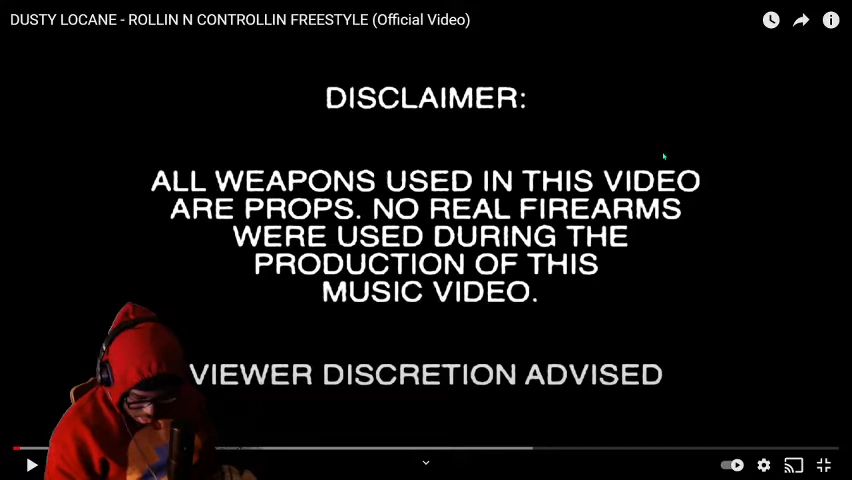 DUSTY LOCANE - ROLLIN N CONTROLLIN FREESTYLE (Official Video)
DISCLAIMER:
ALL WEAPONS USED IN THIS VIDEO
ARE PROPS. NO REAL FIREARMS
WERE USED DURING THE
PRODUCTION OF THIS
MUSIC VIDEO.
VIEWER DISCRETION ADVISED